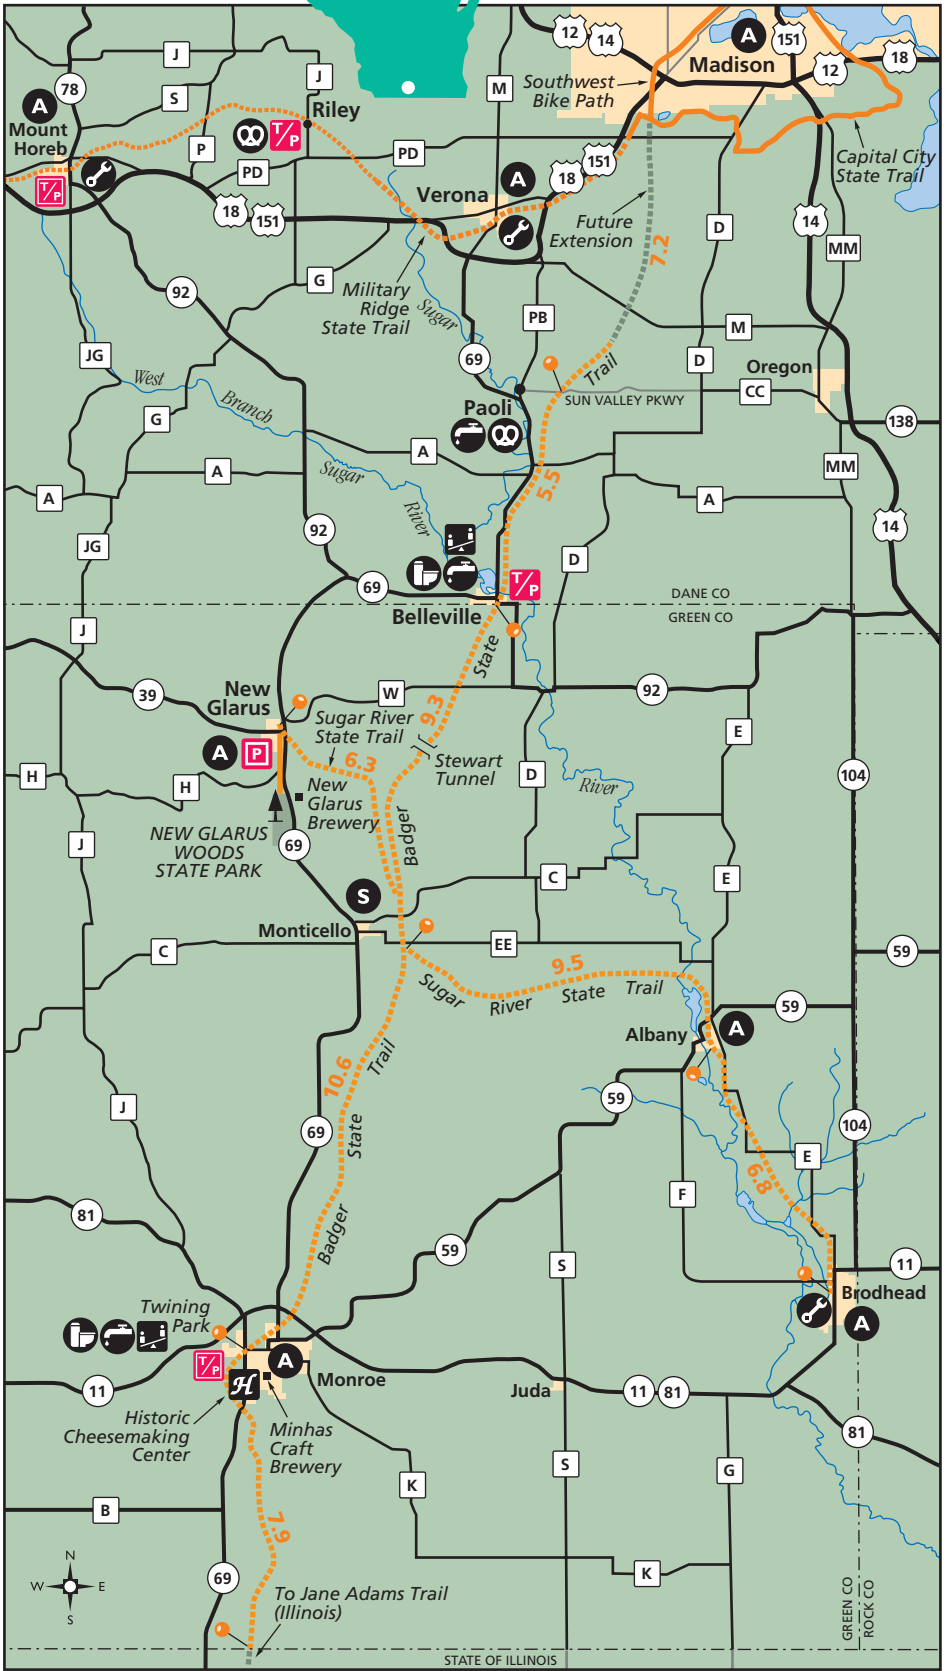 12
14
A
151
Madison
12
18
J
J
78
M
Southwest
Bike Path
A
S
Riley
T/P
Mount
Horeb
P
PD
PD
151
18
Capital City
State Trail
T/P
A
Verona
18
151
Future
Extension
7.2
D
14
MM
92
G
Military
Ridge
State Trail
Sugar
PB
M
69
JG
West
Branch
Trail
D
Oregon
SUN VALLEY PKWY
CC
G
Paoli
138
A
A
Sugar
5.5
MM
A
A
River
92
14
JG
D
69
T/P
Belleville
DANE CO
GREEN CO
J
State
New
Glarus
39
W
92
9.3
Sugar River
State Trail
E
A
P
6.3
Stewart
Tunnel
H
H
New
Glarus
Brewery
D
River
104
NEW GLARUS
WOODS
STATE PARK
69
Badger
J
S
C
E
Monticello
C
EE
59
Sugar
River
State
Trail
9.5
59
Albany
A
10.6
Trail
59
J
69
State
104
E
6.8
F
81
Badger
59
S
11
Twining
Park
Brodhead
A
T/P
A
Monroe
H
11
Juda
11
81
Historic
Cheesemaking
Center
Minhas
Craft
Brewery
81
S
G
K
B
7.9
N
W
E
S
69
K
To Jane Adams Trail
(Illinois)
GREEN CO
ROCK CO
STATE OF ILLINOIS